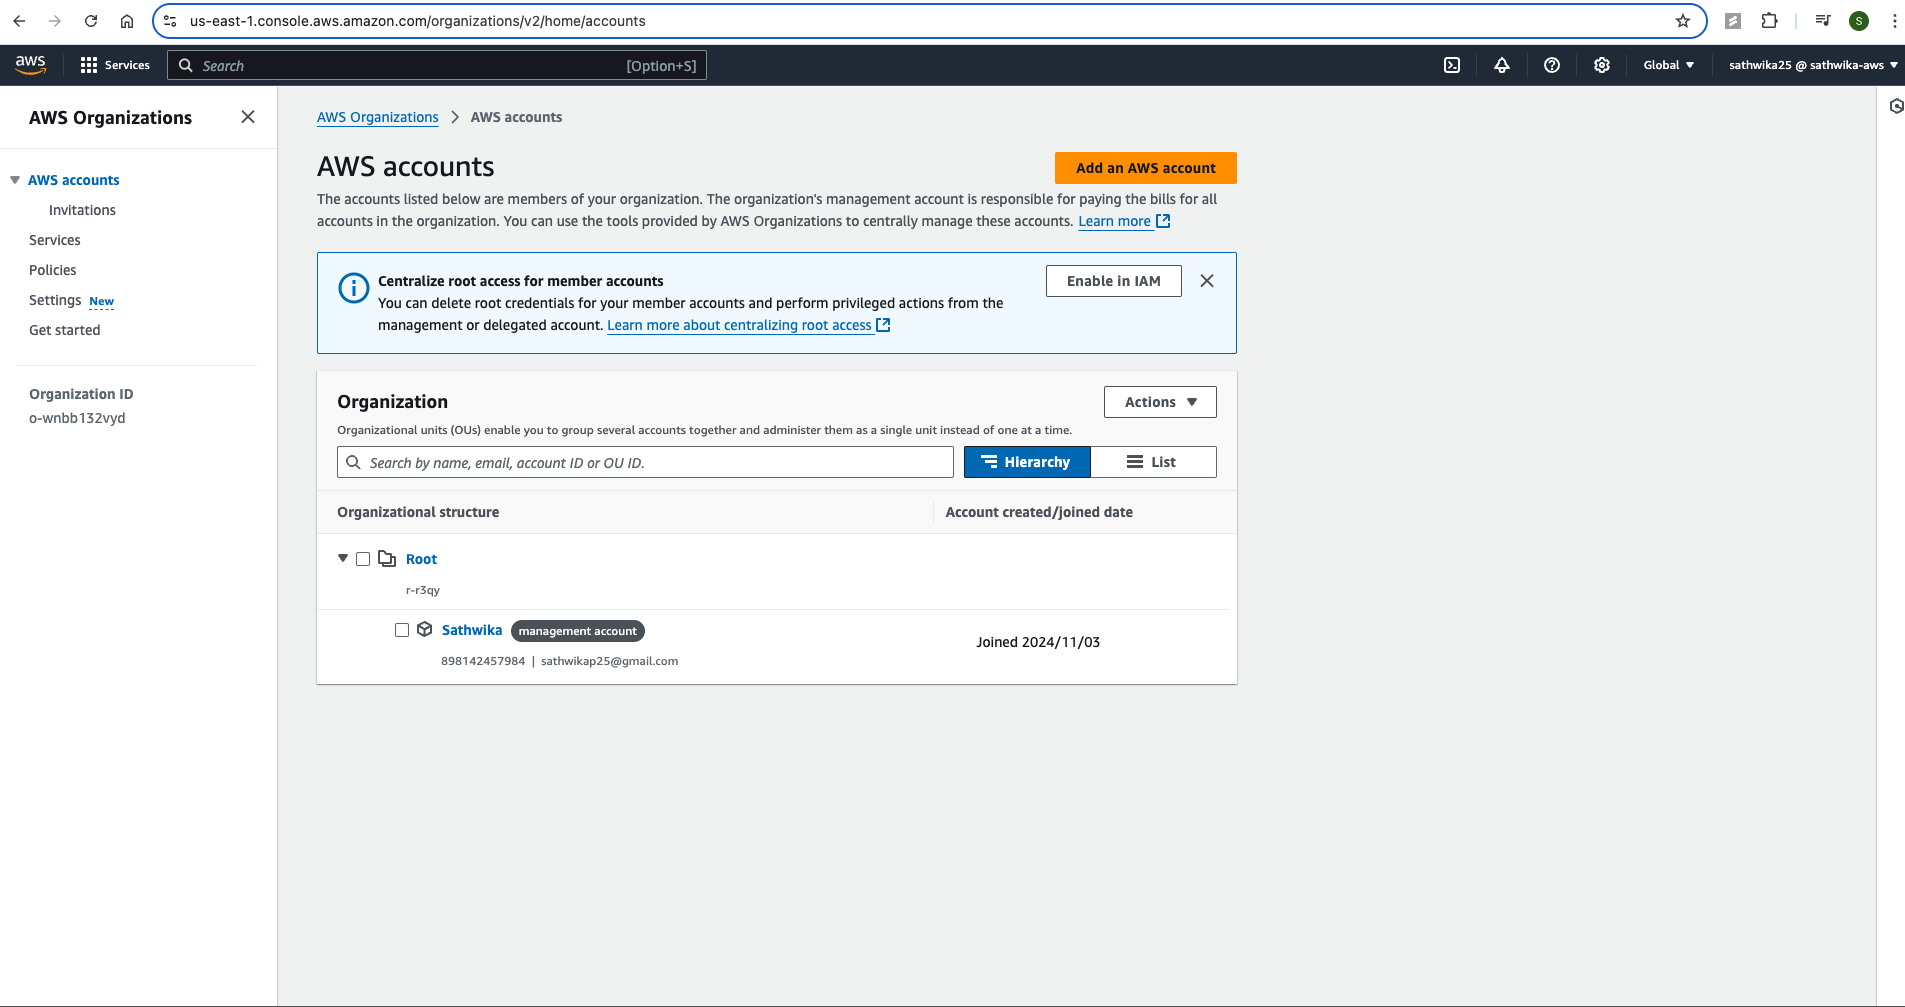 us-east-1.console.aws.amazon.com/organizations/v2/home/accounts
S
aws
Services
Search
[Option+S]
Global
sathwika25 @ sathwika-aws
AWS Organizations
AWS accounts
Invitations
Services
Policies
Settings New
Get started
Organization ID
o-wnbb132vyd
AWS Organizations > AWS accounts
AWS accounts
Add an AWS account
The accounts listed below are members of your organization. The organization's management account is responsible for paying the bills for all
accounts in the organization. You can use the tools provided by AWS Organizations to centrally manage these accounts. Learn more
Centralize root access for member accounts
You can delete root credentials for your member accounts and perform privileged actions from the
management or delegated account. Learn more about centralizing root access
Enable in IAM
Organization
Actions
Organizational units (OUs) enable you to group several accounts together and administer them as a single unit instead of one at a time.
Search by name, email, account ID or OU ID.
Hierarchy
List
Organizational structure
Account created/joined date
Root
r-r3qy
Sathwika management account
Joined 2024/11/03
898142457984 | sathwikap25@gmail.com